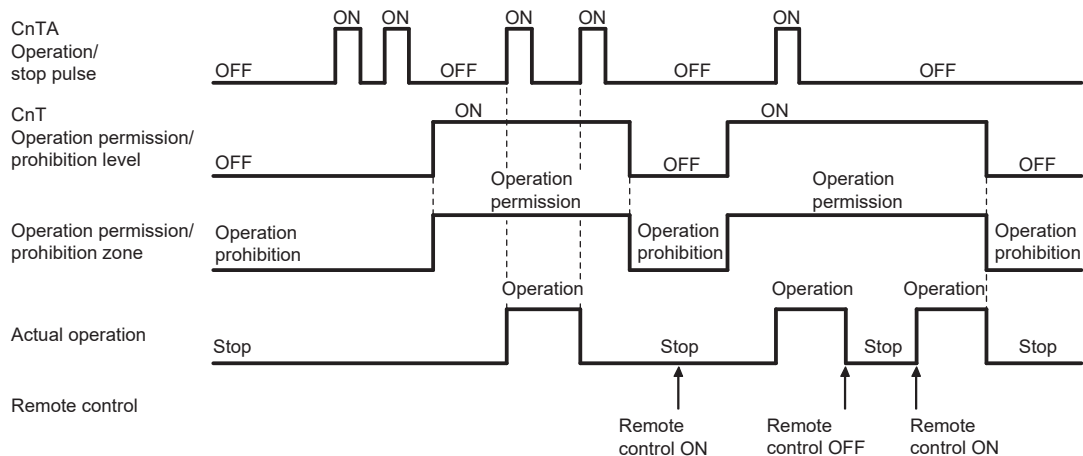 CnTA
Operation/
stop pulse
ON ON ON ON ON
OFF OFF OFF OFF
CnT
Operation permission/
prohibition level
ON ON
OFF OFF OFF
Operation permission/
prohibition zone
Operation
permission
Operation
permission
Operation
prohibition
Operation
prohibition
Operation
prohibition
Actual operation
Operation Operation Operation
Stop Stop Stop Stop
Remote control
Remote
control ON
Remote
control OFF
Remote
control ON